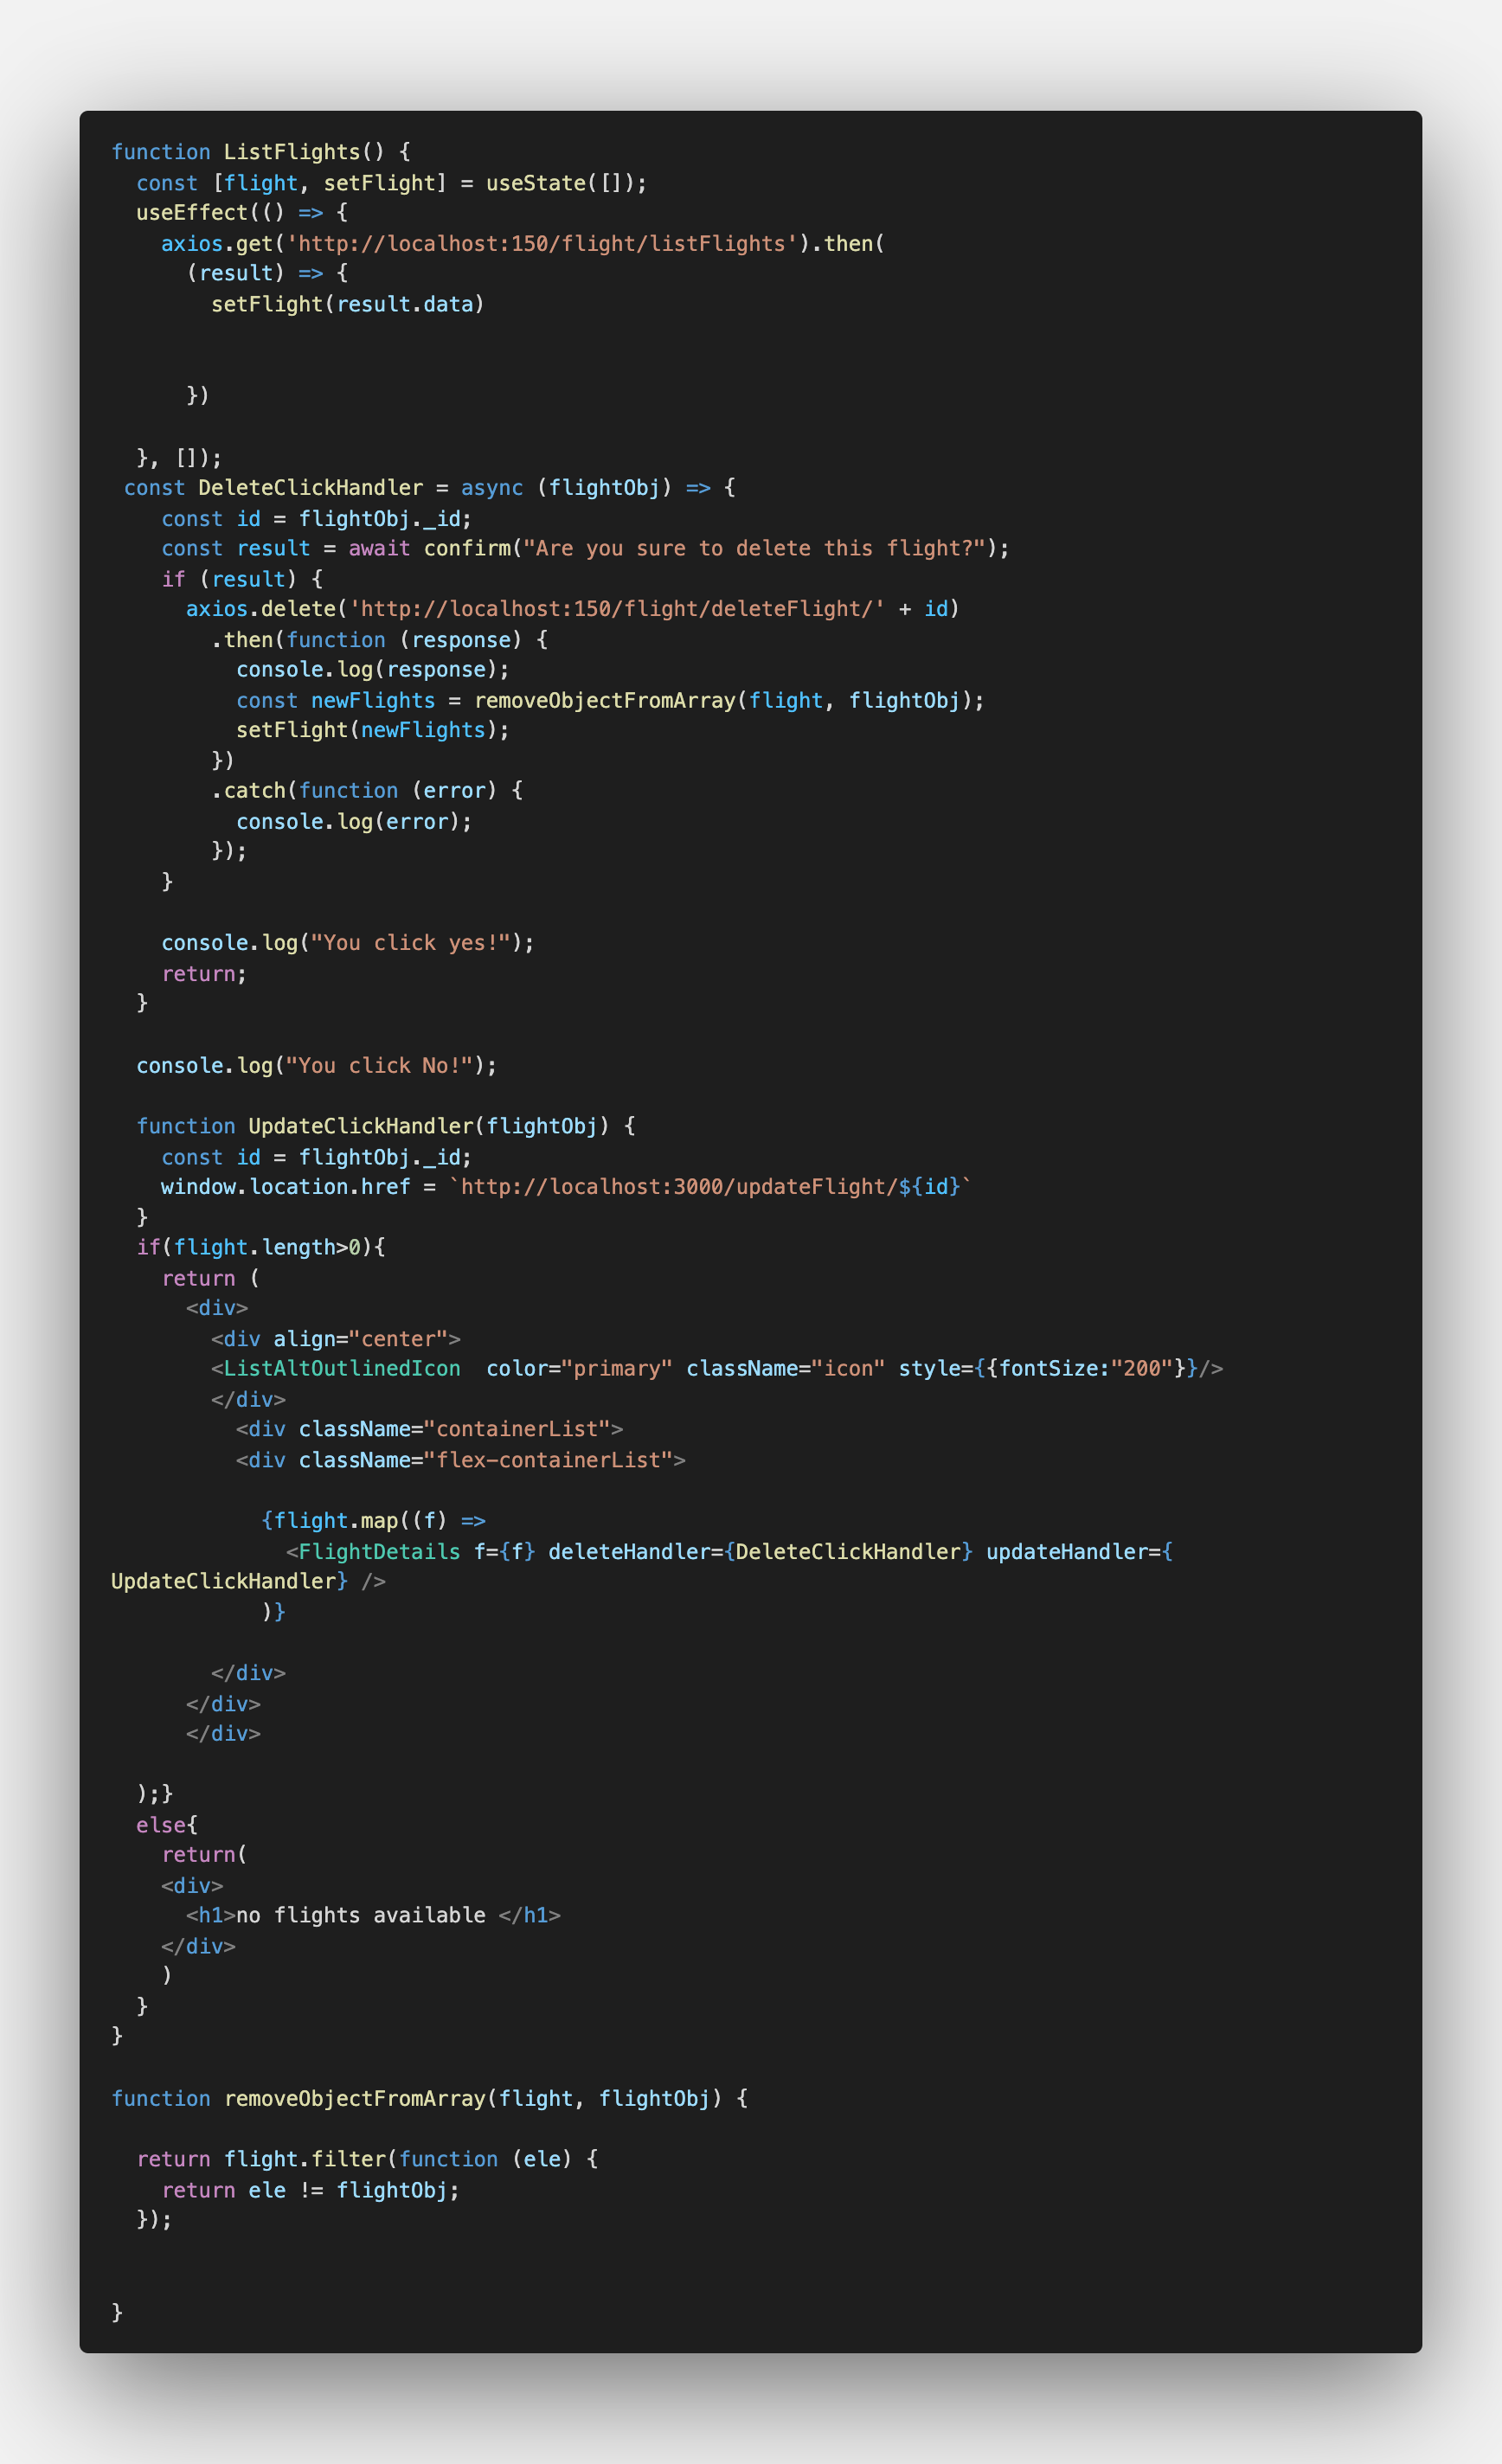 function ListFlights() {
  const [flight, setFlight] = useState([]);
  useEffect(() => {
    axios.get('http://localhost:150/flight/listFlights').then(
      (result) => {
        setFlight(result.data)
      })
  }, []);
 const DeleteClickHandler = async (flightObj) => {
    const id = flightObj._id;
    const result = await confirm("Are you sure to delete this flight?");
    if (result) {
      axios.delete('http://localhost:150/flight/deleteFlight/' + id)
        .then(function (response) {
          console.log(response);
          const newFlights = removeObjectFromArray(flight, flightObj);
          setFlight(newFlights);
        })
        .catch(function (error) {
          console.log(error);
        });
    }
    console.log("You click yes!");
    return;
  }
  console.log("You click No!");
  function UpdateClickHandler(flightObj) {
    const id = flightObj._id;
    window.location.href = `http://localhost:3000/updateFlight/${id}`
  }
  if(flight.length>0){
    return (
      <div>
        <div align="center">
        <ListAltOutlinedIcon  color="primary" className="icon" style={{fontSize:"200"}}/>
        </div>
          <div className="containerList">
          <div className="flex-containerList">
            {flight.map((f) =>
              <FlightDetails f={f} deleteHandler={DeleteClickHandler} updateHandler={
UpdateClickHandler} />
            )}
        </div>
      </div>
      </div>
  );}
  else{
    return(
    <div>
      <h1>no flights available </h1>
    </div>
    )
  }
}
function removeObjectFromArray(flight, flightObj) {
  return flight.filter(function (ele) {
    return ele != flightObj;
  });
}